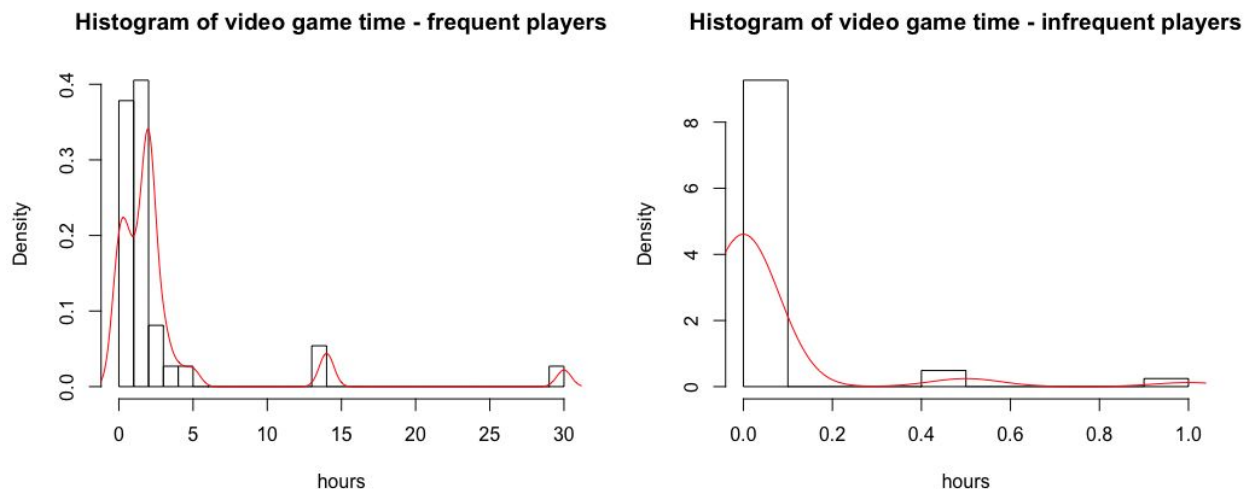 Histogram of video game time - frequent players
Density
0.0
0.1
0.2
0.3
0.4
0 5 10 15 20 25 30
hours
Histogram of video game time - infrequent players
Density
0
2
4
6
8
0.0 0.2 0.4 0.6 0.8 1.0
hours